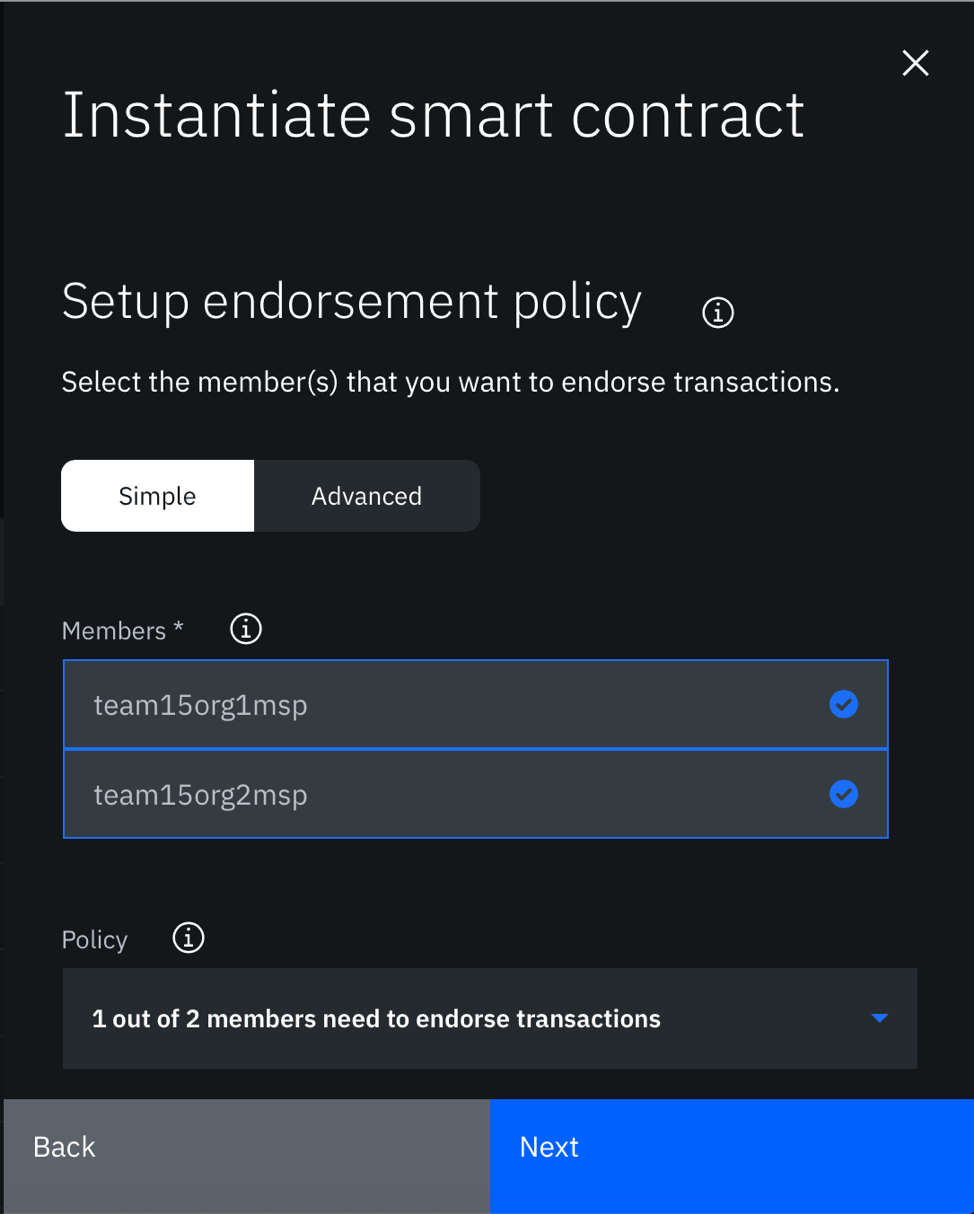 Instantiate smart contract
Setup endorsement policy
Select the member(s) that you want to endorse transactions.
Simple
Advanced
Members *
team15org1msp
team15org2msp
Policy
1 out of 2 members need to endorse transactions
Back
Next